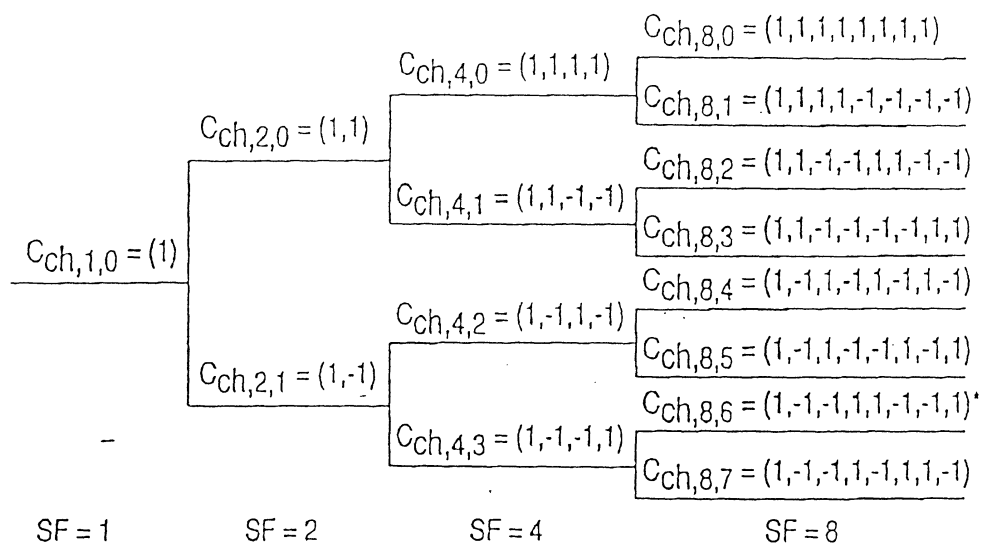 C_ch,8,0 = (1,1,1,1,1,1,1,1)
C_ch,4,0 = (1,1,1,1)
C_ch,8,1 = (1,1,1,1,-1,-1,-1,-1)
C_ch,2,0 = (1,1)
C_ch,8,2 = (1,1,-1,-1,1,1,-1,-1)
C_ch,4,1 = (1,1,-1,-1)
C_ch,8,3 = (1,1,-1,-1,-1,-1,1,1)
C_ch,1,0 = (1)
C_ch,8,4 = (1,-1,1,-1,1,-1,1,-1)
C_ch,4,2 = (1,-1,1,-1)
C_ch,8,5 = (1,-1,1,-1,-1,1,-1,1)
C_ch,2,1 = (1,-1)
C_ch,8,6 = (1,-1,-1,1,1,-1,-1,1)
C_ch,4,3 = (1,-1,-1,1)
C_ch,8,7 = (1,-1,-1,1,-1,1,1,-1)
SF = 1 SF = 2 SF = 4 SF = 8